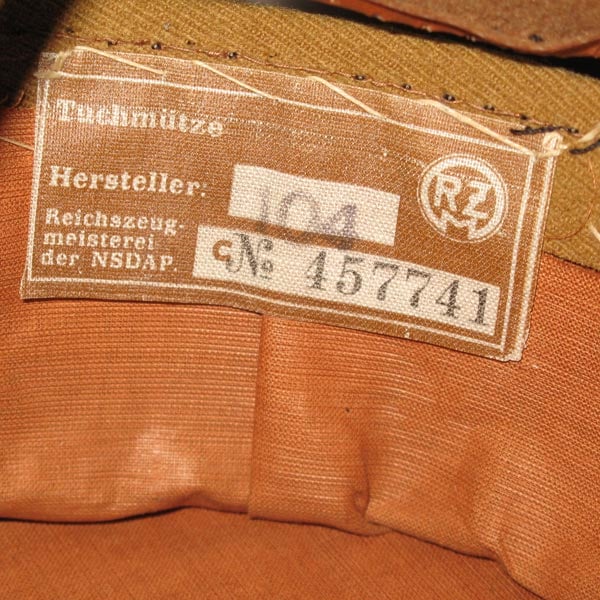 Tuchmütze
Hersteller: 104
Reichszeug-
meisterei
der NSDAP.
C № 457741
RZM